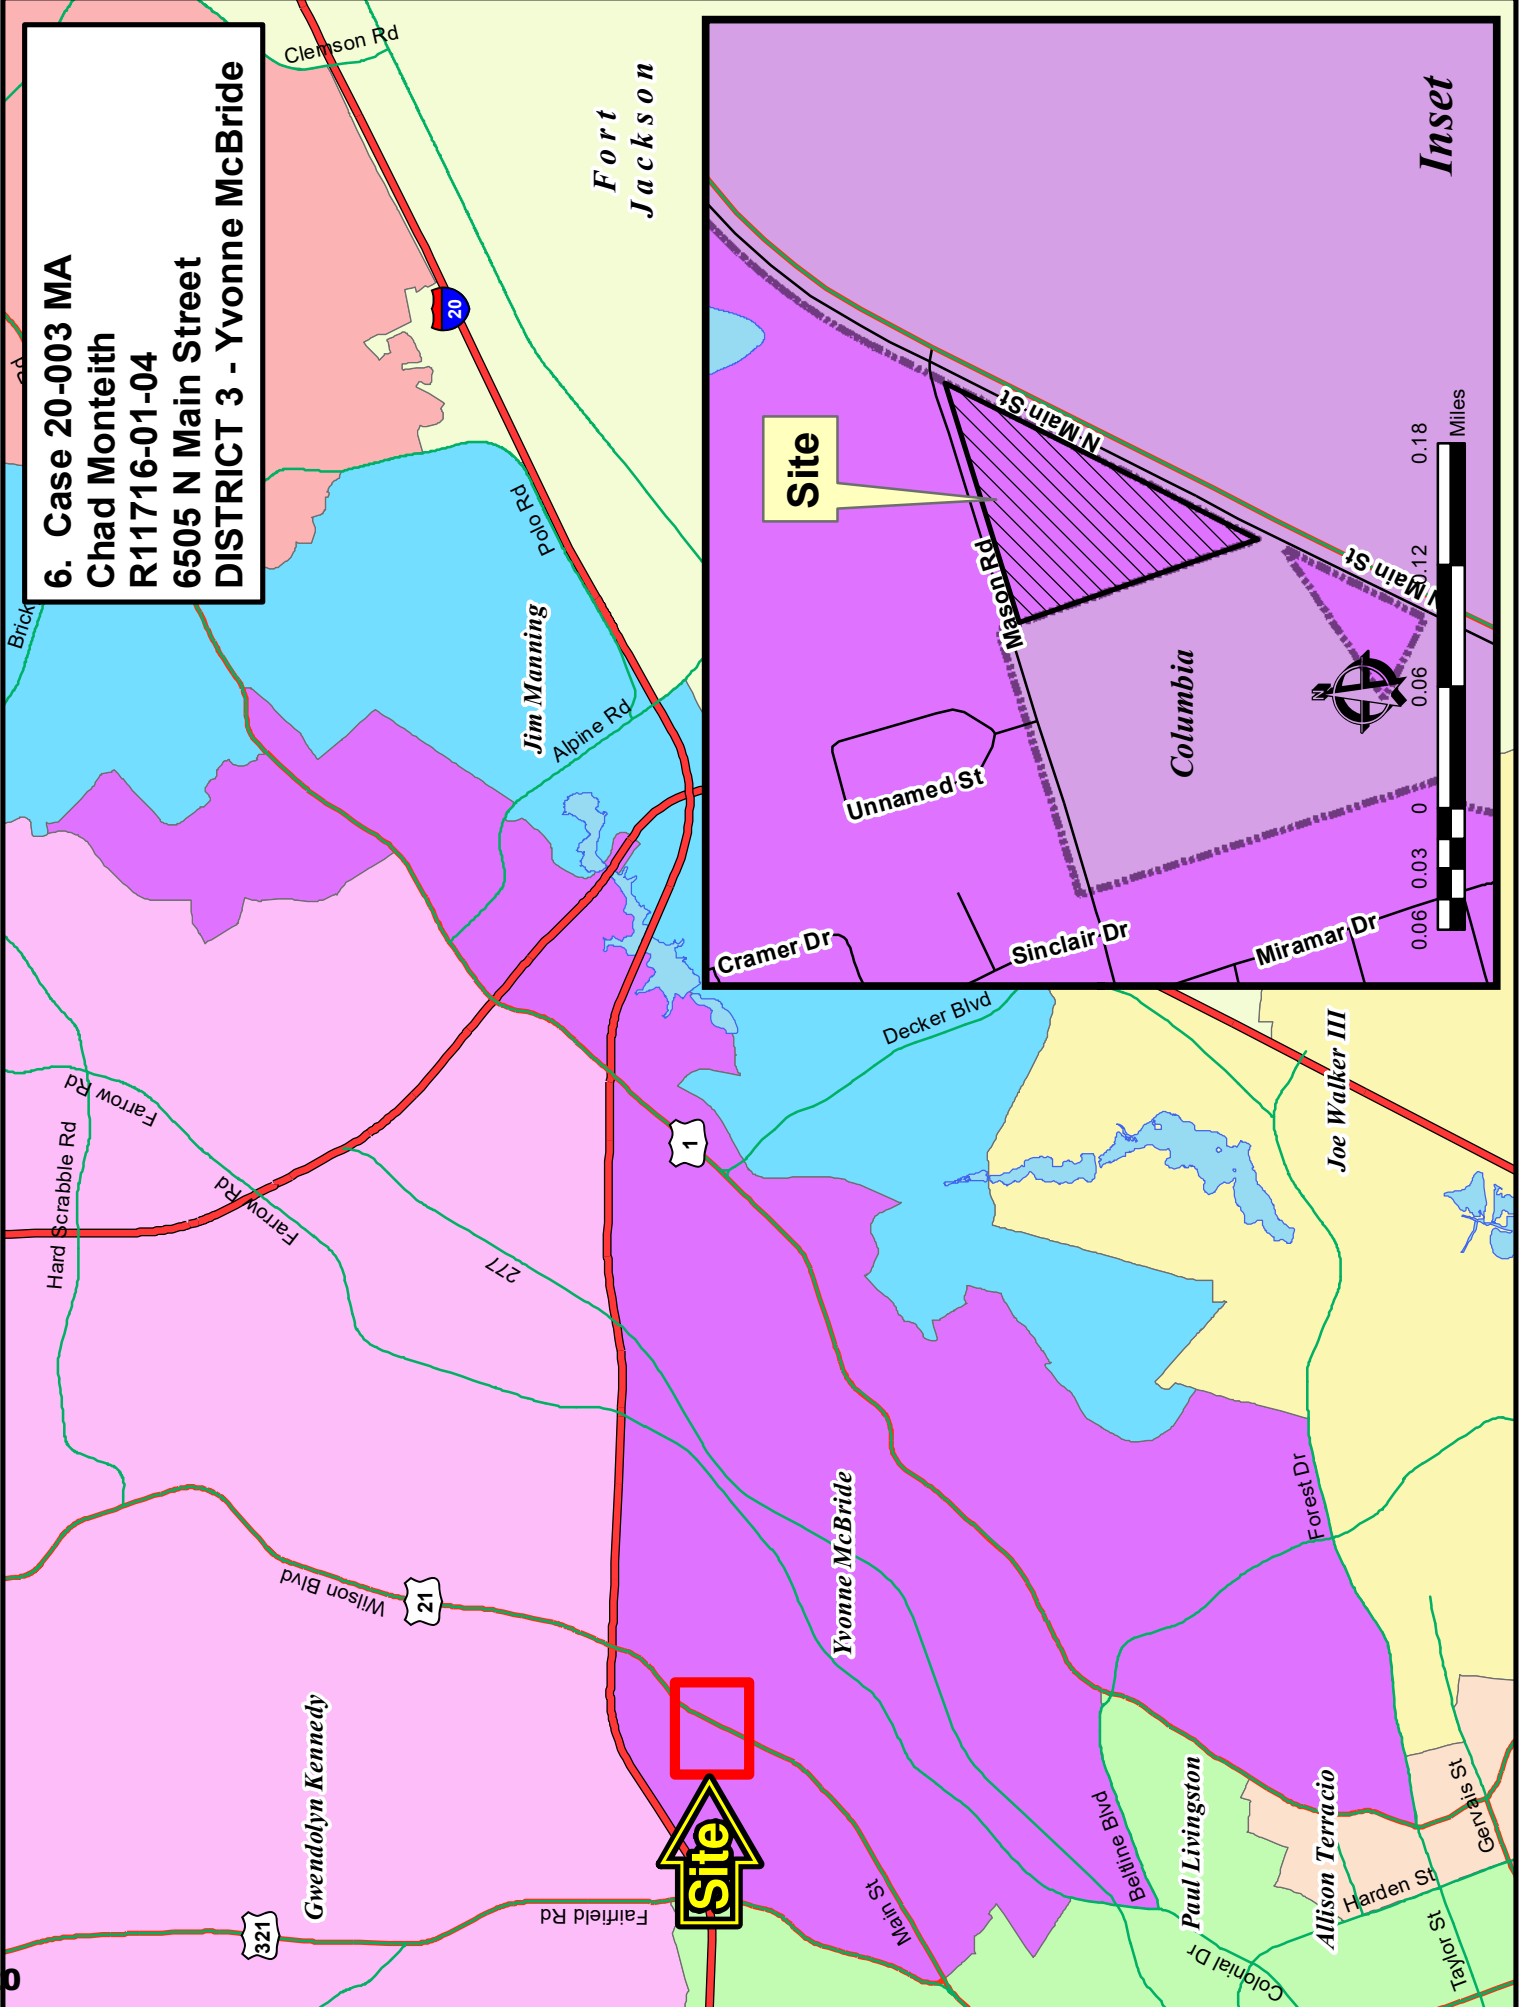 6. Case 20-003 MA
Chad Monteith
R11716-01-04
6505 N Main Street
DISTRICT 3 - Yvonne McBride
Clemson Rd
Fort
Jackson
20
Polo Rd
Brick
Jim Manning
Alpine Rd
Hard Scrabble Rd
Farrow Rd
Farrow Rd
277
1
Decker Blvd
Joe Walker III
Wilson Blvd
21
Yvonne McBride
Forest Dr
Gwendolyn Kennedy
321
Fairfield Rd
Site
Main St
Beltline Blvd
Paul Livingston
Allison Terracio
Harden St
Gervais St
Taylor St
Colonial Dr
0
Inset
Site
N Main St
N Main St
Mason Rd
Columbia
Unnamed St
Cramer Dr
Sinclair Dr
Miramar Dr
N
0.06 0.03 0 0.06 0.12 0.18
Miles